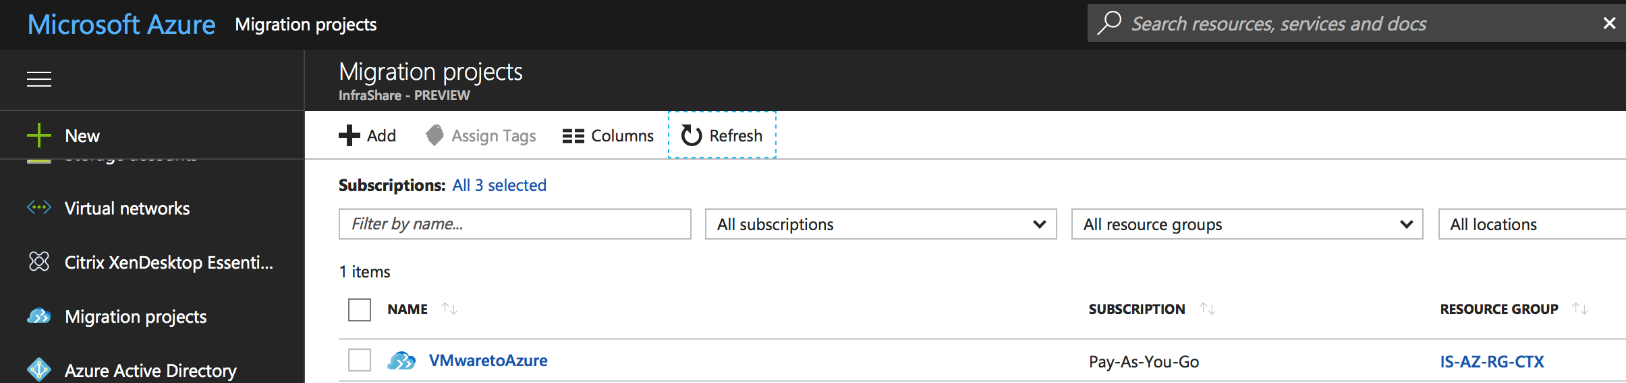 Microsoft Azure Migration projects
Search resources, services and docs
Migration projects
InfraShare - PREVIEW
New
Add Assign Tags Columns Refresh
Storage accounts
Subscriptions: All 3 selected
Virtual networks
Filter by name... All subscriptions All resource groups All locations
Citrix XenDesktop Essenti...
1 items
Migration projects
NAME SUBSCRIPTION RESOURCE GROUP
Azure Active Directory
VMwaretoAzure Pay-As-You-Go IS-AZ-RG-CTX